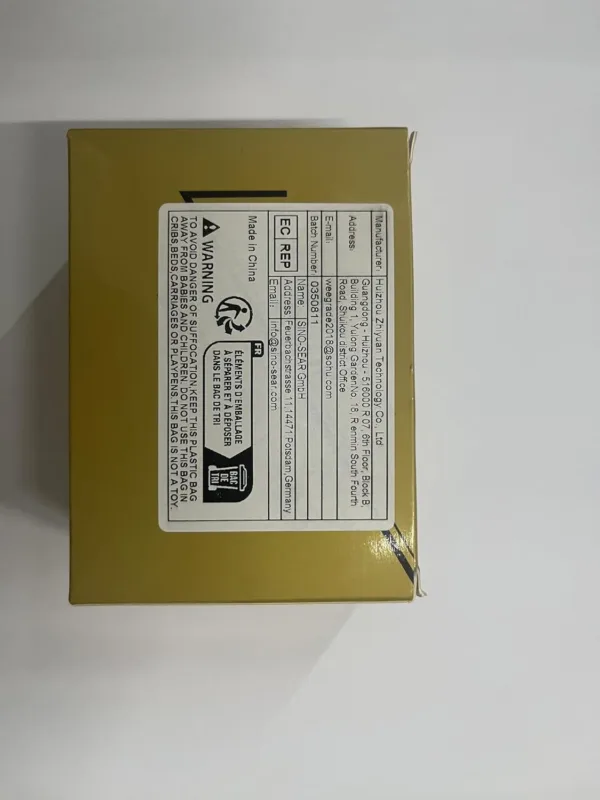 Manufacturer: Huizhou Zhiyuan Technology Co., Ltd
Address: Guangdong - Huizhou - 516000 R 07, 6th Floor, Block B
Building 1, Yulong GardenNo. 18, Renmin South Fourth
Road, Shuikou district Office
E-mail: weegrade2018@sohu.com
Batch Number: 0350811
EC REP
Name: SINO-SEAR GmbH
Address: Feuerbachstrasse 11,14471 Potsdam,Germany
Email: info@sino-sear.com
Made in China
FR
ÉLÉMENTS D'EMBALLAGE
À SÉPARER ET À DÉPOSER
DANS LE BAC DE TRI
BAC
DE
TRI
WARNING
TO AVOID DANGER OF SUFFOCATION,KEEP THIS PLASTIC BAG
AWAY FROM BABIES AND CHILDREN. DO NOT USE THIS BAG IN
CRIBS,BEDS,CARRIAGES OR PLAYPENS.THIS BAG IS NOT A TOY.